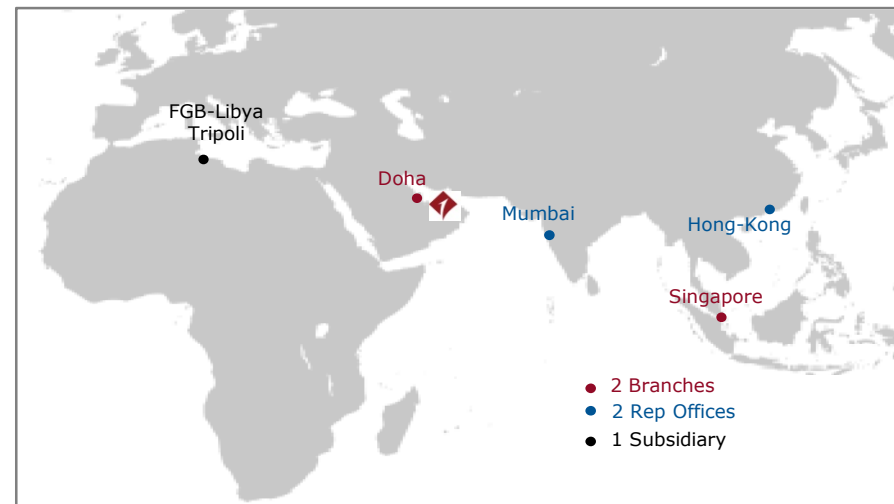 FGB-Libya
Tripoli
Doha
Mumbai
Hong-Kong
Singapore
2 Branches
2 Rep Offices
1 Subsidiary